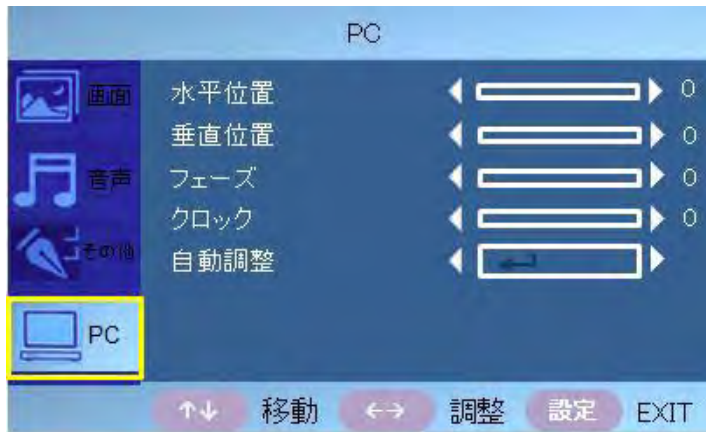 PC
画面
音声
その他
PC
水平位置 0
垂直位置 0
フェーズ 0
クロック 0
自動調整
↑↓ 移動 ←→ 調整 設定 EXIT